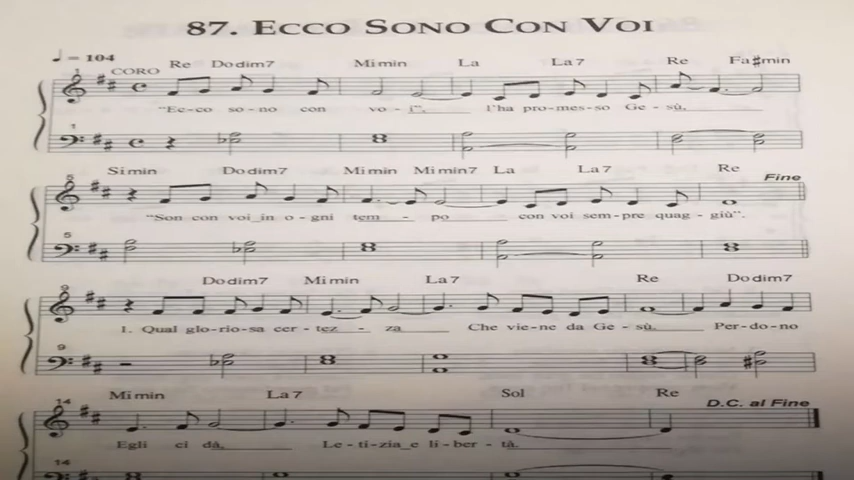 87. ECCO SONO CON VOI
♩ = 104
CORO Re Dodim7 Mimin La La7 Re Fa#min
1
"Ec-co so-no con vo-i", l'ha pro-mes-so Ge-sù,
1
Simin Dodim7 Mimin Mimin7 La La7 Re Fine
5
"Son con voi in o-gni tem-po con voi sem-pre quag-giù".
5
Dodim7 Mimin La7 Re Dodim7
9
1. Qual glo-rio-sa cer-tez-za Che vie-ne da Ge-sù. Per-do-no
9
Mimin La7 Sol Re D.C. al Fine
14
Egli ci dà, Le-ti-zia e li-ber-tà.
14